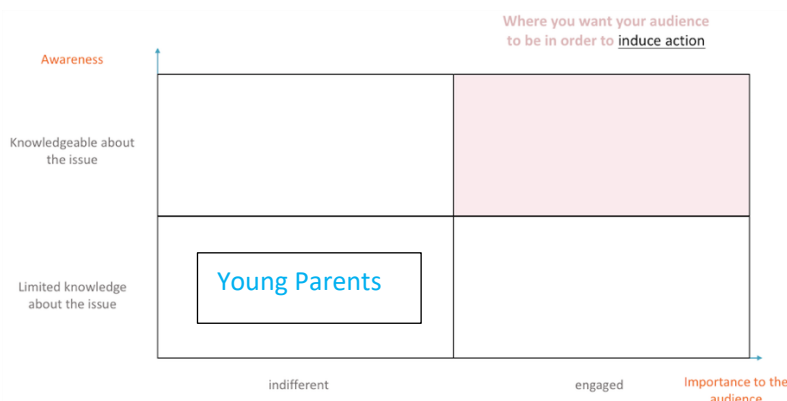 Where you want your audience
to be in order to induce action
Awareness
Knowledgeable about
the issue
Limited knowledge
about the issue
Young Parents
indifferent
engaged
Importance to the
audience